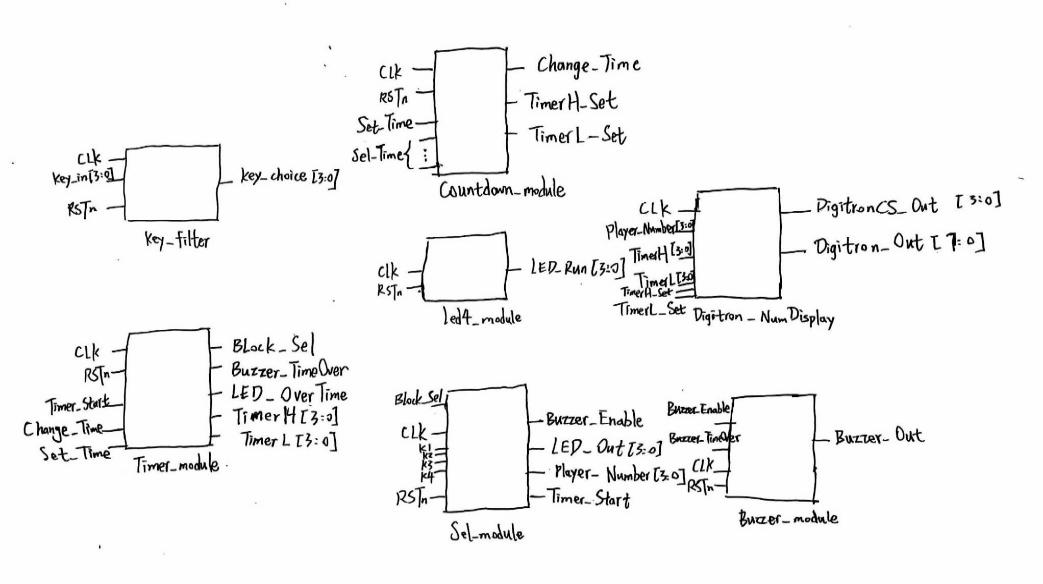 CLK
RSTn
Set_Time
Sel_Time{
Change_Time
TimerH_Set
TimerL_Set
Countdown_module
CLK
Key_in[3:0]
RSTn
key_choice [3:0]
Key_filter
CLK
RSTn
LED_Run [3:0]
led4_module
CLK
Player_Number[3:0]
TimerH [3:0]
TimerL[3:0]
TimerH_Set
TimerL_Set
DigitronCS_Out [3:0]
Digitron_Out [7:0]
Digitron_NumDisplay
CLK
RSTn
Timer_Start
Change_Time
Set_Time
BLock_Sel
Buzzer_TimeOver
LED_OverTime
TimerH [3:0]
TimerL [3:0]
Timer_module.
Block_Sel
CLK
K1
K2
K3
K4
RSTn
Buzzer_Enable
LED_Out [3:0]
Player_Number [3:0]
Timer_Start
Sel_module
Buzzer_Enable
Buzzer_TimeOver
CLK
RSTn
Buzzer_Out
Buzzer_module